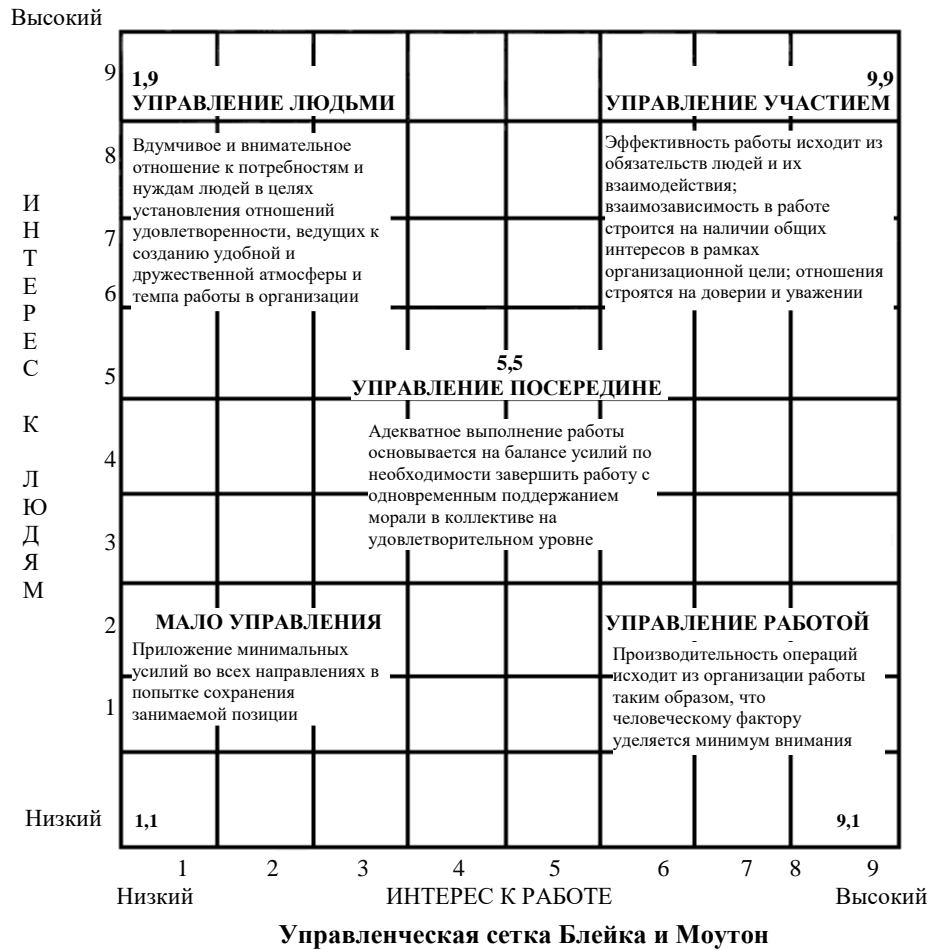 Высокий
9
1,9
УПРАВЛЕНИЕ ЛЮДЬМИ
9,9
УПРАВЛЕНИЕ УЧАСТИЕМ
8
Вдумчивое и внимательное
отношение к потребностям и
нуждам людей в целях
установления отношений
удовлетворенности, ведущих к
созданию удобной и
дружественной атмосферы и
темпа работы в организации
Эффективность работы исходит из
обязательств людей и их
взаимодействия;
взаимозависимость в работе
строится на наличии общих
интересов в рамках
организационной цели; отношения
строятся на доверии и уважении
7
6
ИНТЕРЕС К ЛЮДЯМ
5
5,5
УПРАВЛЕНИЕ ПОСЕРЕДИНЕ
4
Адекватное выполнение работы
основывается на балансе усилий по
необходимости завершить работу с
одновременным поддержанием
морали в коллективе на
удовлетворительном уровне
3
2
МАЛО УПРАВЛЕНИЯ
Приложение минимальных
усилий во всех направлениях в
попытке сохранения
занимаемой позиции
УПРАВЛЕНИЕ РАБОТОЙ
Производительность операций
исходит из организации работы
таким образом, что
человеческому фактору
уделяется минимум внимания
1
Низкий
1,1
9,1
1 2 3 4 5 6 7 8 9
Низкий ИНТЕРЕС К РАБОТЕ Высокий
Управленческая сетка Блейка и Моутон